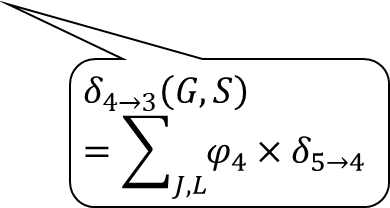 δ₄→₃(G, S)
= ∑_{J,L} φ₄ × δ₅→₄